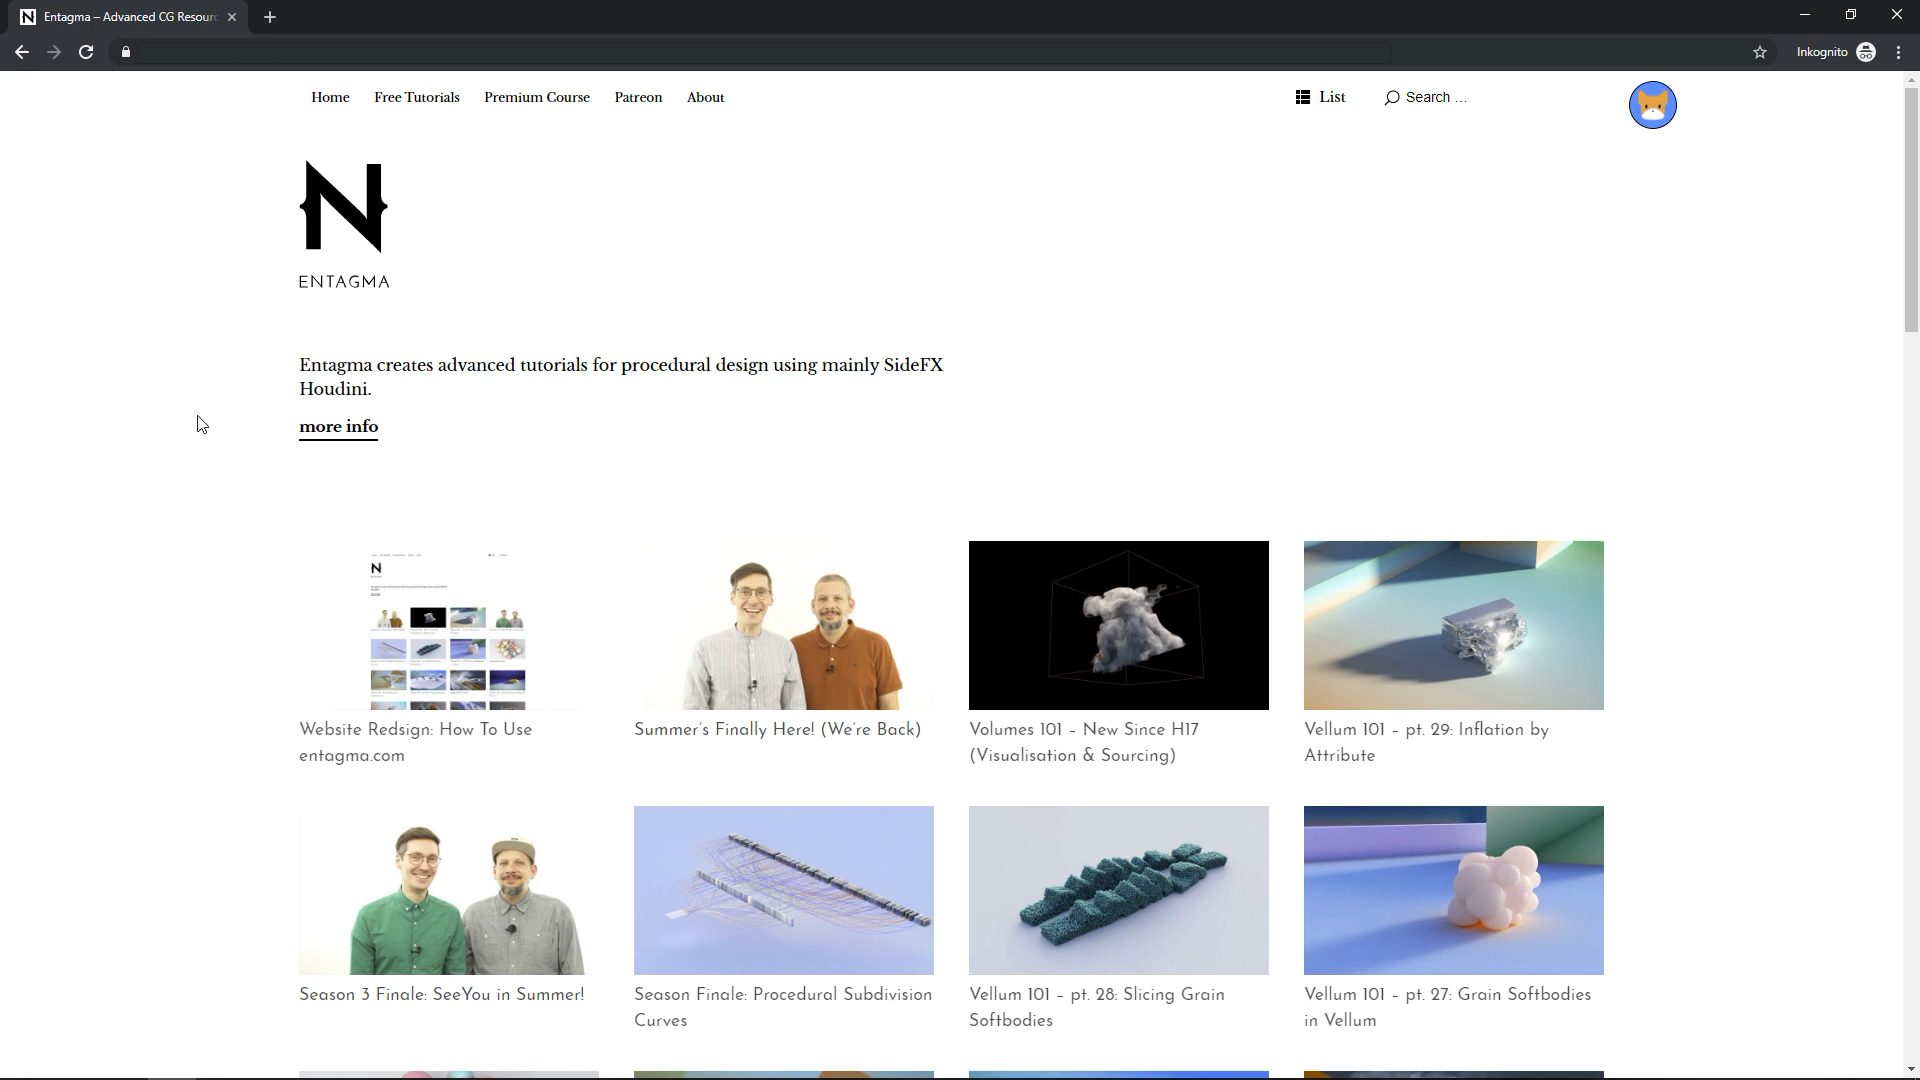 Entagma – Advanced CG Resourc
Inkognito
Home Free Tutorials Premium Course Patreon About
List
Search ...
N
ENTAGMA
Entagma creates advanced tutorials for procedural design using mainly SideFX
Houdini.
more info
Website Redsign: How To Use
entagma.com
Summer's Finally Here! (We're Back)
Volumes 101 – New Since H17
(Visualisation & Sourcing)
Vellum 101 – pt. 29: Inflation by
Attribute
Season 3 Finale: SeeYou in Summer!
Season Finale: Procedural Subdivision
Curves
Vellum 101 – pt. 28: Slicing Grain
Softbodies
Vellum 101 – pt. 27: Grain Softbodies
in Vellum